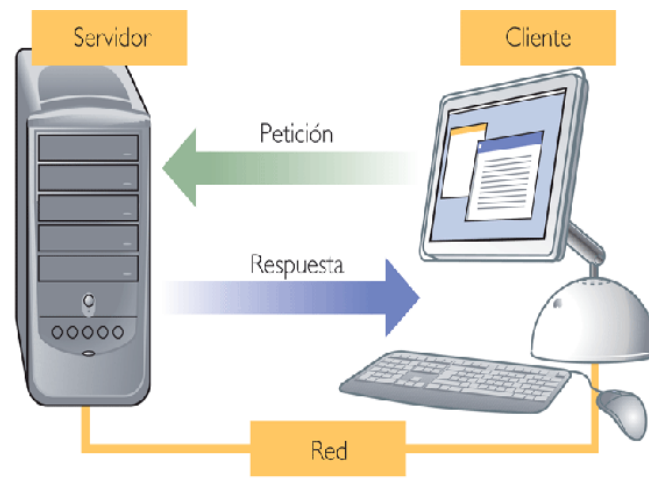 Servidor
Cliente
Petición
Respuesta
Red